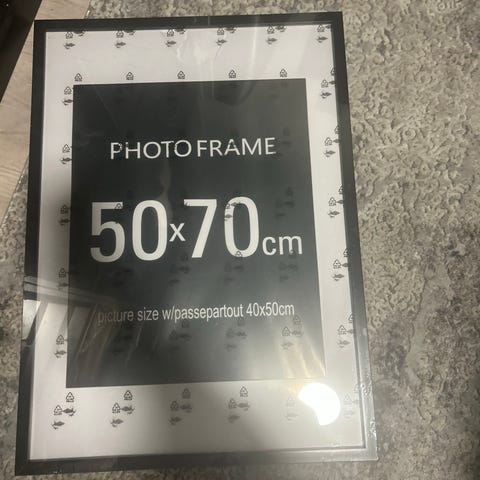 PHOTO FRAME
50x70cm
picture size w/passepartout 40x50cm